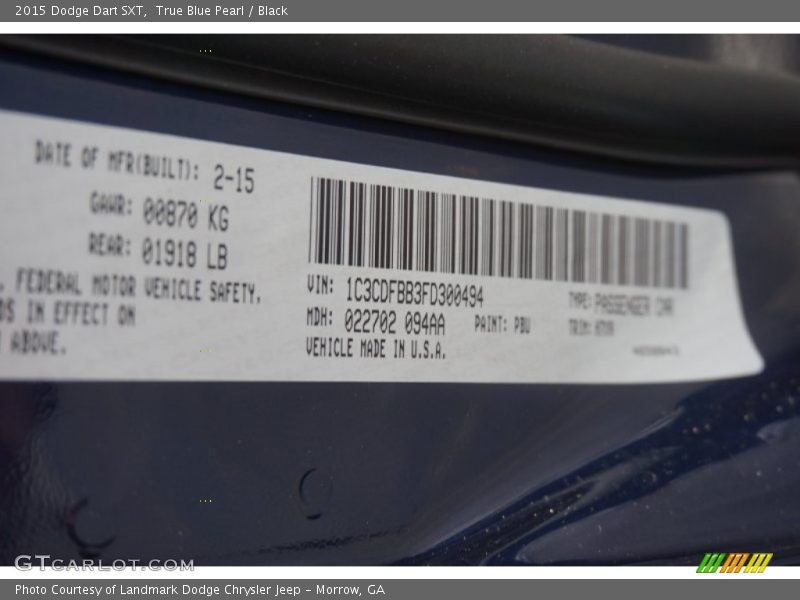 2015 Dodge Dart SXT,  True Blue Pearl / Black
DATE OF MFR(BUILT): 2-15
GAWR: 00870 KG
REAR: 01918 LB
. FEDERAL MOTOR VEHICLE SAFETY.
DS IN EFFECT ON
ABOVE.
VIN: 1C3CDFBB3FD300494
MDH: 022702 094AA PAINT: PBU
VEHICLE MADE IN U.S.A.
TYPE: PASSENGER CAR
TRIM:
GTCARLOT.COM
Photo Courtesy of Landmark Dodge Chrysler Jeep – Morrow, GA